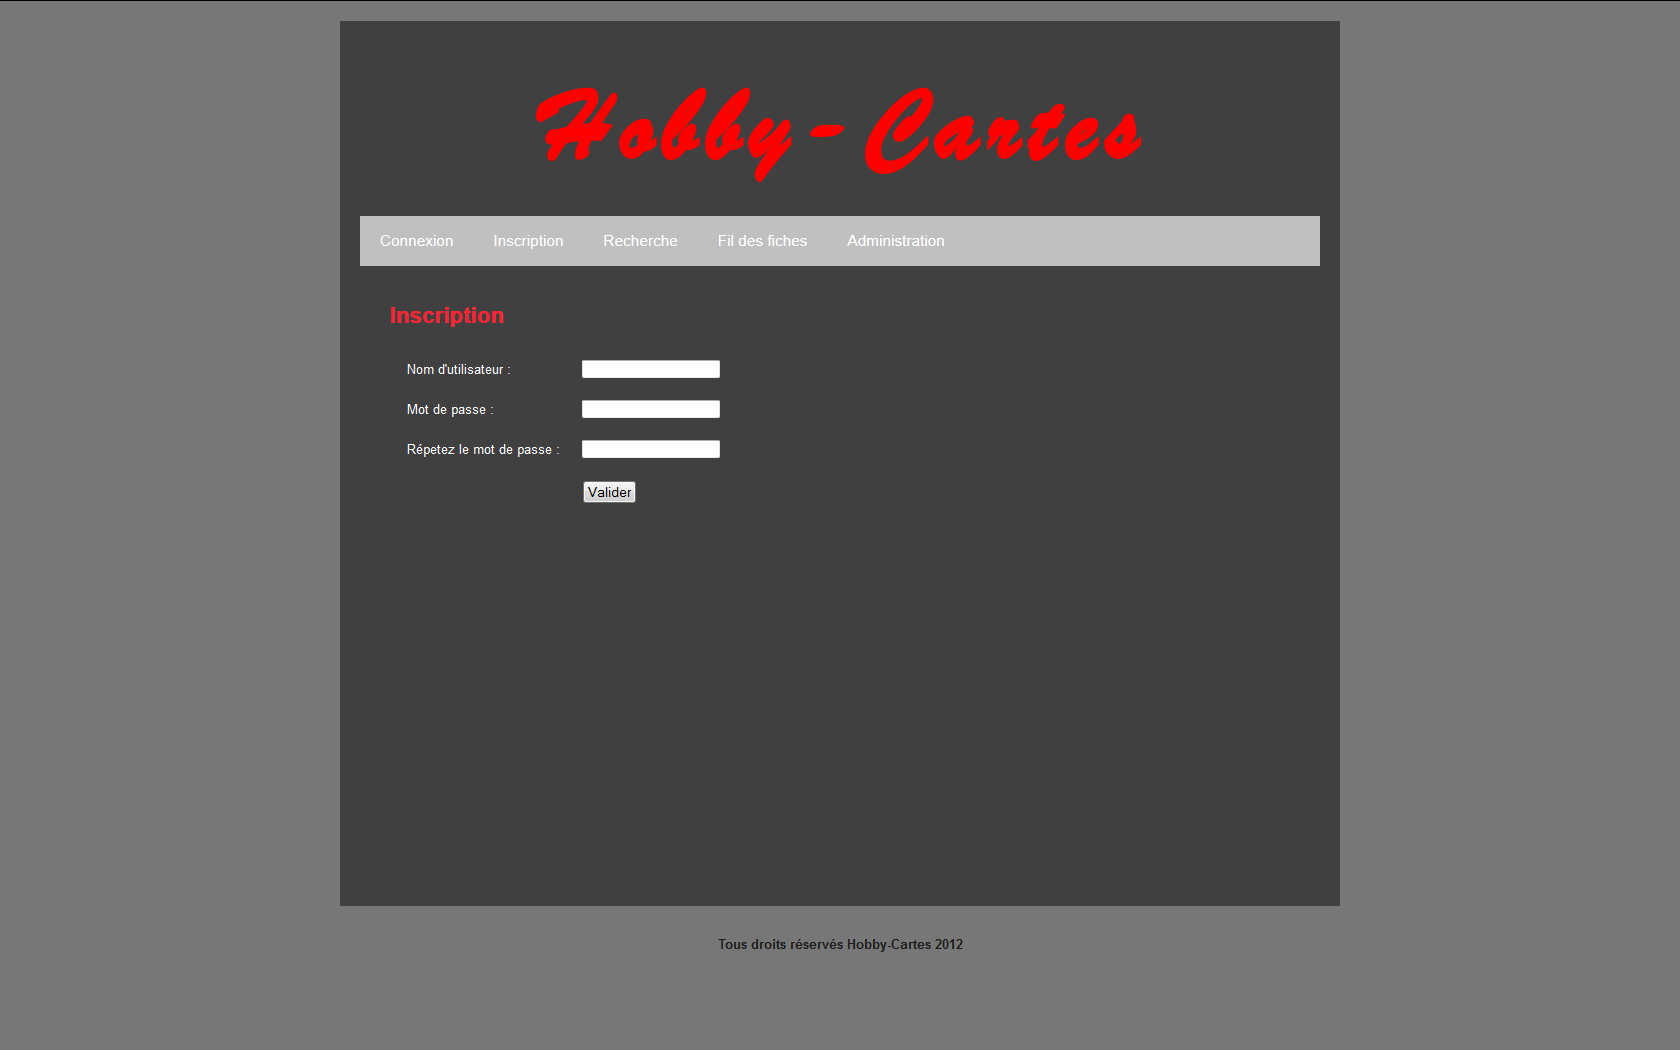 Hobby-Cartes
Connexion Inscription Recherche Fil des fiches Administration
Inscription
Nom d'utilisateur :
Mot de passe :
Répetez le mot de passe :
Valider
Tous droits réservés Hobby-Cartes 2012